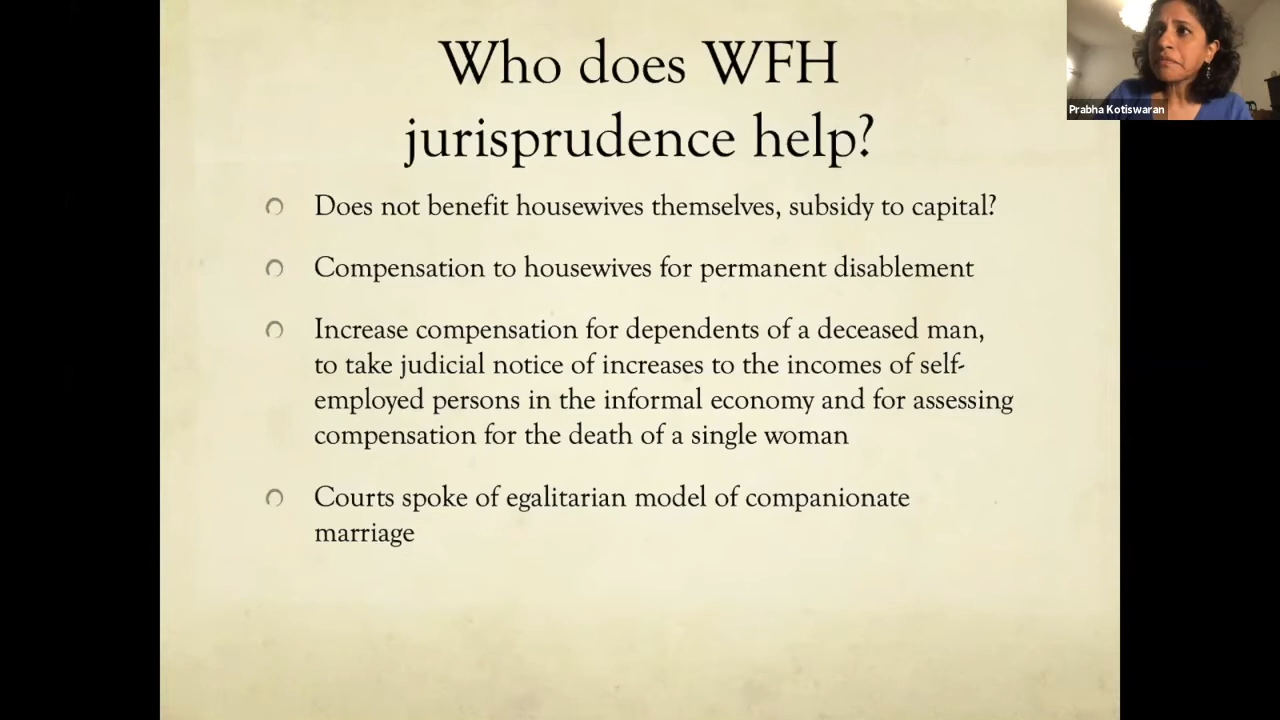 Who does WFH
jurisprudence help?
Prabha Kotiswaran
Does not benefit housewives themselves, subsidy to capital?
Compensation to housewives for permanent disablement
Increase compensation for dependents of a deceased man,
to take judicial notice of increases to the incomes of self-
employed persons in the informal economy and for assessing
compensation for the death of a single woman
Courts spoke of egalitarian model of companionate
marriage